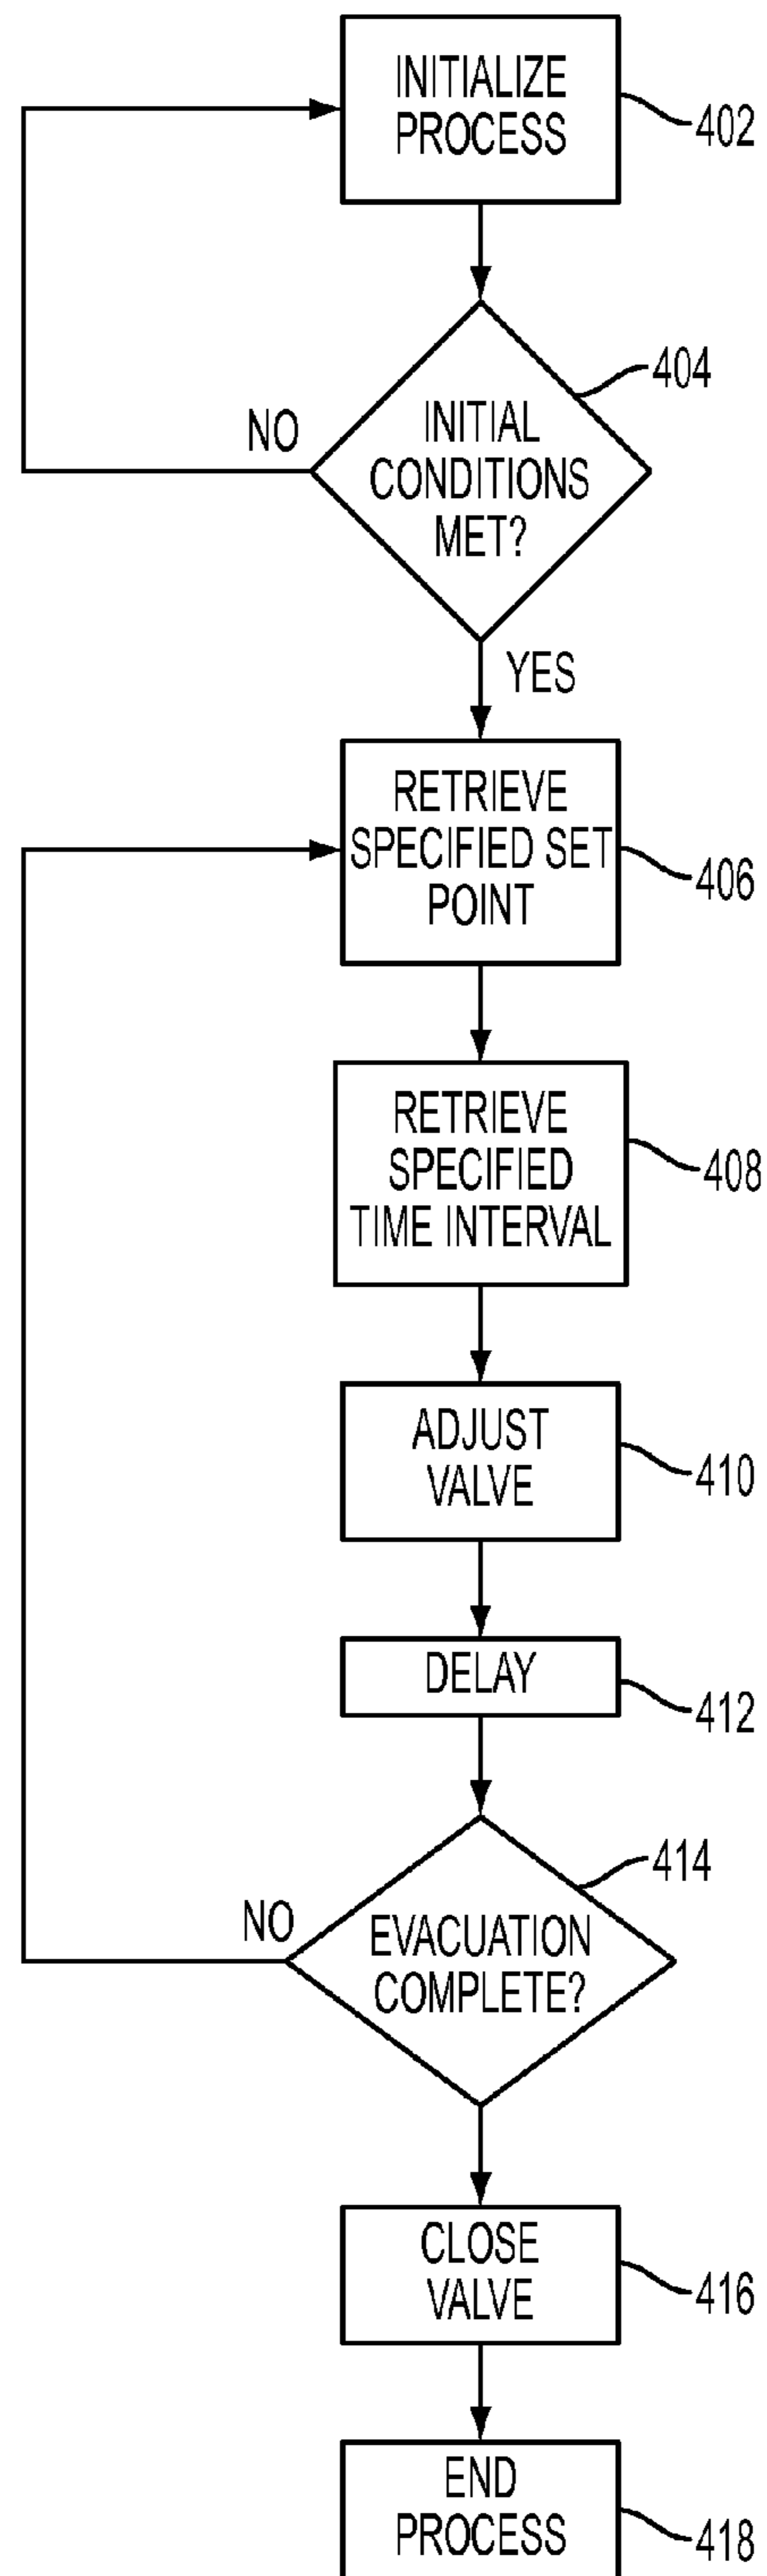 INITIALIZE
PROCESS
402
404
INITIAL
CONDITIONS
MET?
NO
YES
RETRIEVE
SPECIFIED SET
POINT
406
RETRIEVE
SPECIFIED
TIME INTERVAL
408
ADJUST
VALVE
410
DELAY
412
414
EVACUATION
COMPLETE?
NO
CLOSE
VALVE
416
END
PROCESS
418